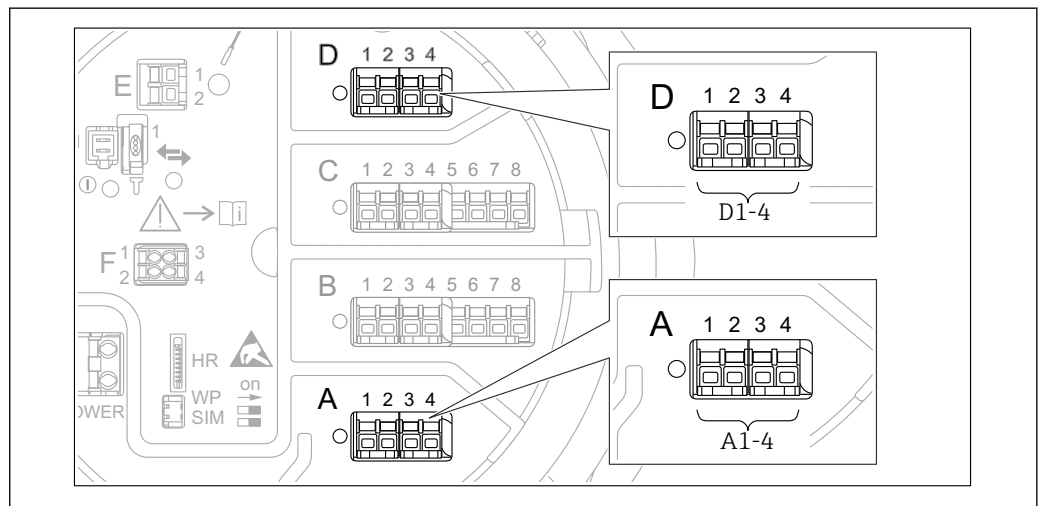 D 1 2 3 4
E 1
2
1
C 1 2 3 4 5 6 7 8
i
F 1 3
2 4
B 1 2 3 4 5 6 7 8
HR
WP on
SIM
OWER
A 1 2 3 4
D 1 2 3 4
D1-4
A 1 2 3 4
A1-4